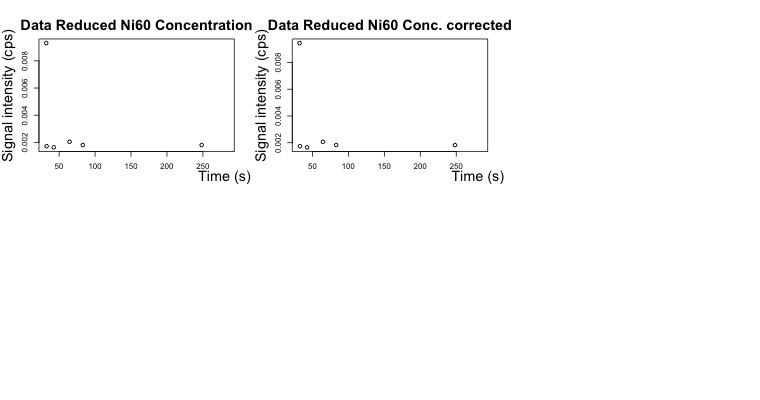 Data Reduced Ni60 Concentration
Signal intensity (cps)
0.002 0.004 0.006 0.008
50 100 150 200 250
Time (s)
Data Reduced Ni60 Conc. corrected
Signal intensity (cps)
0.002 0.004 0.006 0.008
50 100 150 200 250
Time (s)